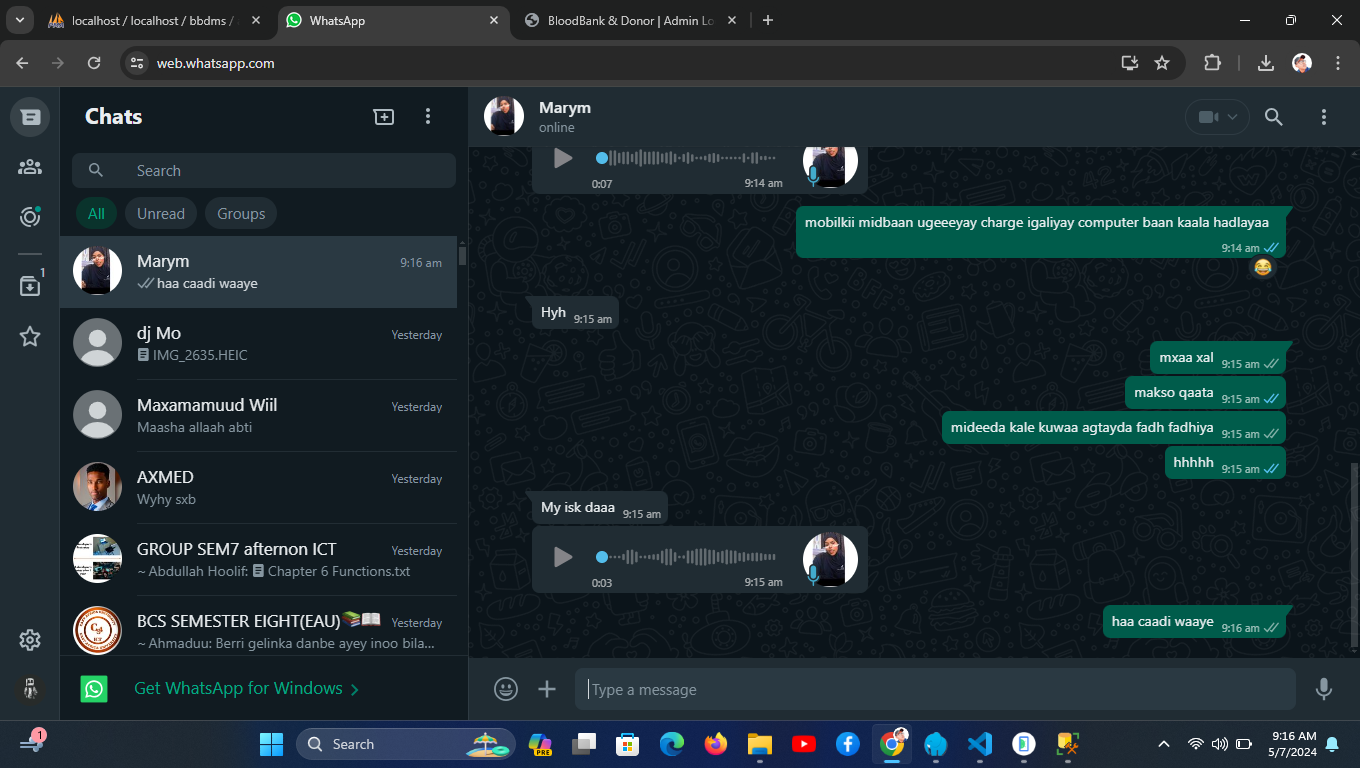 localhost / localhost / bbdms /
WhatsApp
BloodBank & Donor | Admin Lo
web.whatsapp.com
Chats
Search
All
Unread
Groups
Marym
9:16 am
haa caadi waaye
dj Mo
Yesterday
IMG_2635.HEIC
Maxamamuud Wiil
Yesterday
Maasha allaah abti
AXMED
Yesterday
Wyhy sxb
GROUP SEM7 afternon ICT
Yesterday
~ Abdullah Hoolif: Chapter 6 Functions.txt
BCS SEMESTER EIGHT(EAU)📚📖
Yesterday
~ Ahmaduu: Berri gelinka danbe ayey inoo bila...
Get WhatsApp for Windows
1
Marym
online
0:07
9:14 am
mobilkii midbaan ugeeeyay charge igaliyay computer baan kaala hadlayaa
9:14 am
😂
Hyh 9:15 am
mxaa xal 9:15 am
makso qaata 9:15 am
mideeda kale kuwaa agtayda fadh fadhiya 9:15 am
hhhhh 9:15 am
My isk daaa 9:15 am
0:03
9:15 am
haa caadi waaye 9:16 am
Type a message
1
Search
PRE
9:16 AM
5/7/2024